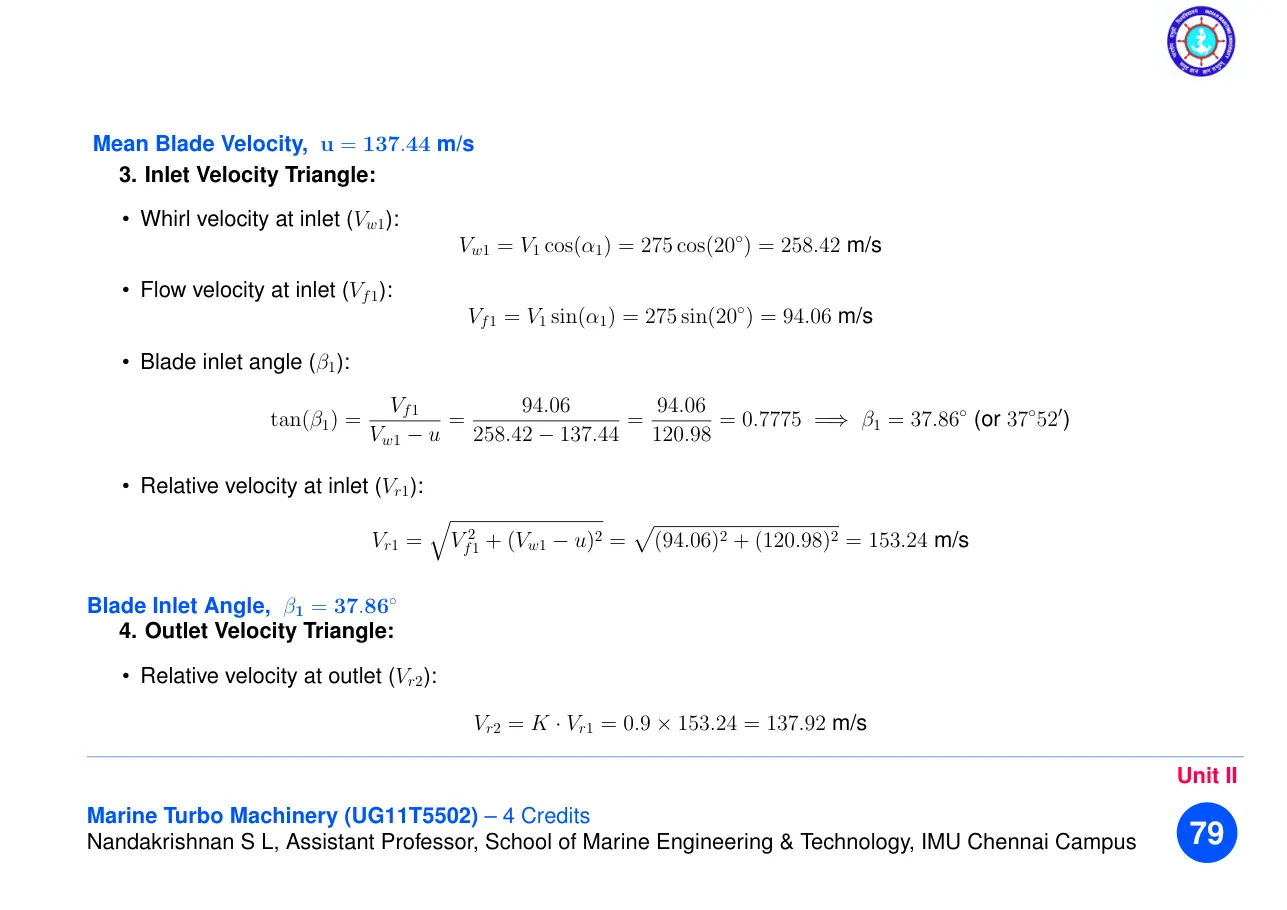 Mean Blade Velocity, u = 137.44 m/s
3. Inlet Velocity Triangle:
• Whirl velocity at inlet (V_{w1}):
V_{w1} = V_1 cos(α_1) = 275 cos(20°) = 258.42 m/s
• Flow velocity at inlet (V_{f1}):
V_{f1} = V_1 sin(α_1) = 275 sin(20°) = 94.06 m/s
• Blade inlet angle (β_1):
tan(β_1) = \frac{V_{f1}}{V_{w1} − u} = \frac{94.06}{258.42 − 137.44} = \frac{94.06}{120.98} = 0.7775 ⟹ β_1 = 37.86° (or 37°52′)
• Relative velocity at inlet (V_{r1}):
V_{r1} = \sqrt{V_{f1}^2 + (V_{w1} − u)^2} = \sqrt{(94.06)^2 + (120.98)^2} = 153.24 m/s
Blade Inlet Angle, β_1 = 37.86°
4. Outlet Velocity Triangle:
• Relative velocity at outlet (V_{r2}):
V_{r2} = K · V_{r1} = 0.9 × 153.24 = 137.92 m/s
Unit II
Marine Turbo Machinery (UG11T5502) – 4 Credits
Nandakrishnan S L, Assistant Professor, School of Marine Engineering & Technology, IMU Chennai Campus
79